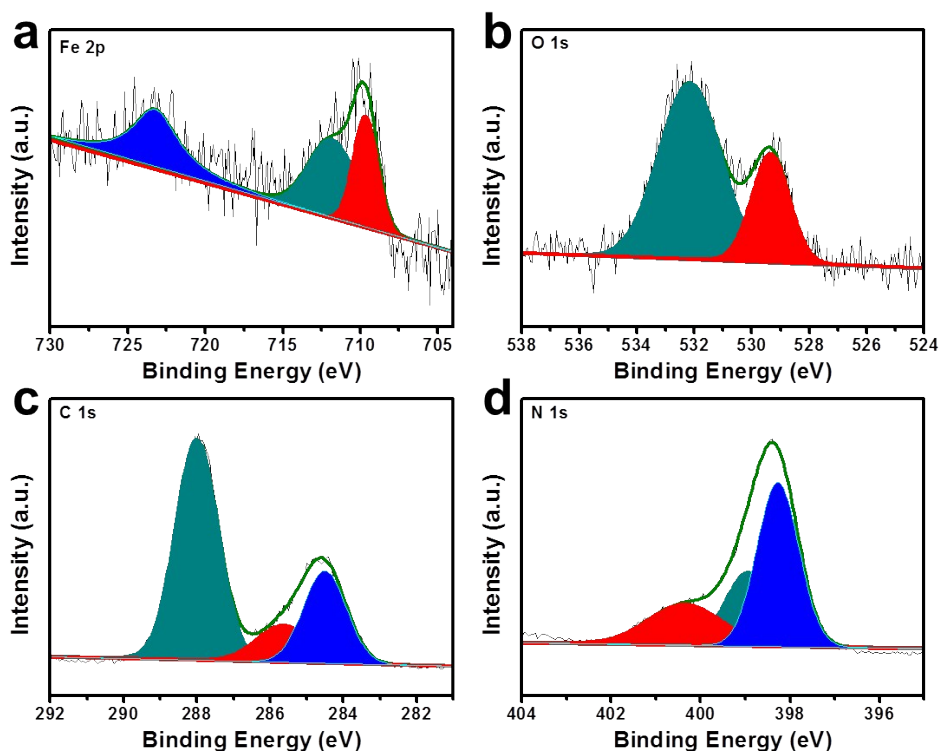 a
Fe 2p
Intensity (a.u.)
730 725 720 715 710 705
Binding Energy (eV)
b
O 1s
Intensity (a.u.)
538 536 534 532 530 528 526 524
Binding Energy (eV)
c
C 1s
Intensity (a.u.)
292 290 288 286 284 282
Binding Energy (eV)
d
N 1s
Intensity (a.u.)
404 402 400 398 396
Binding Energy (eV)